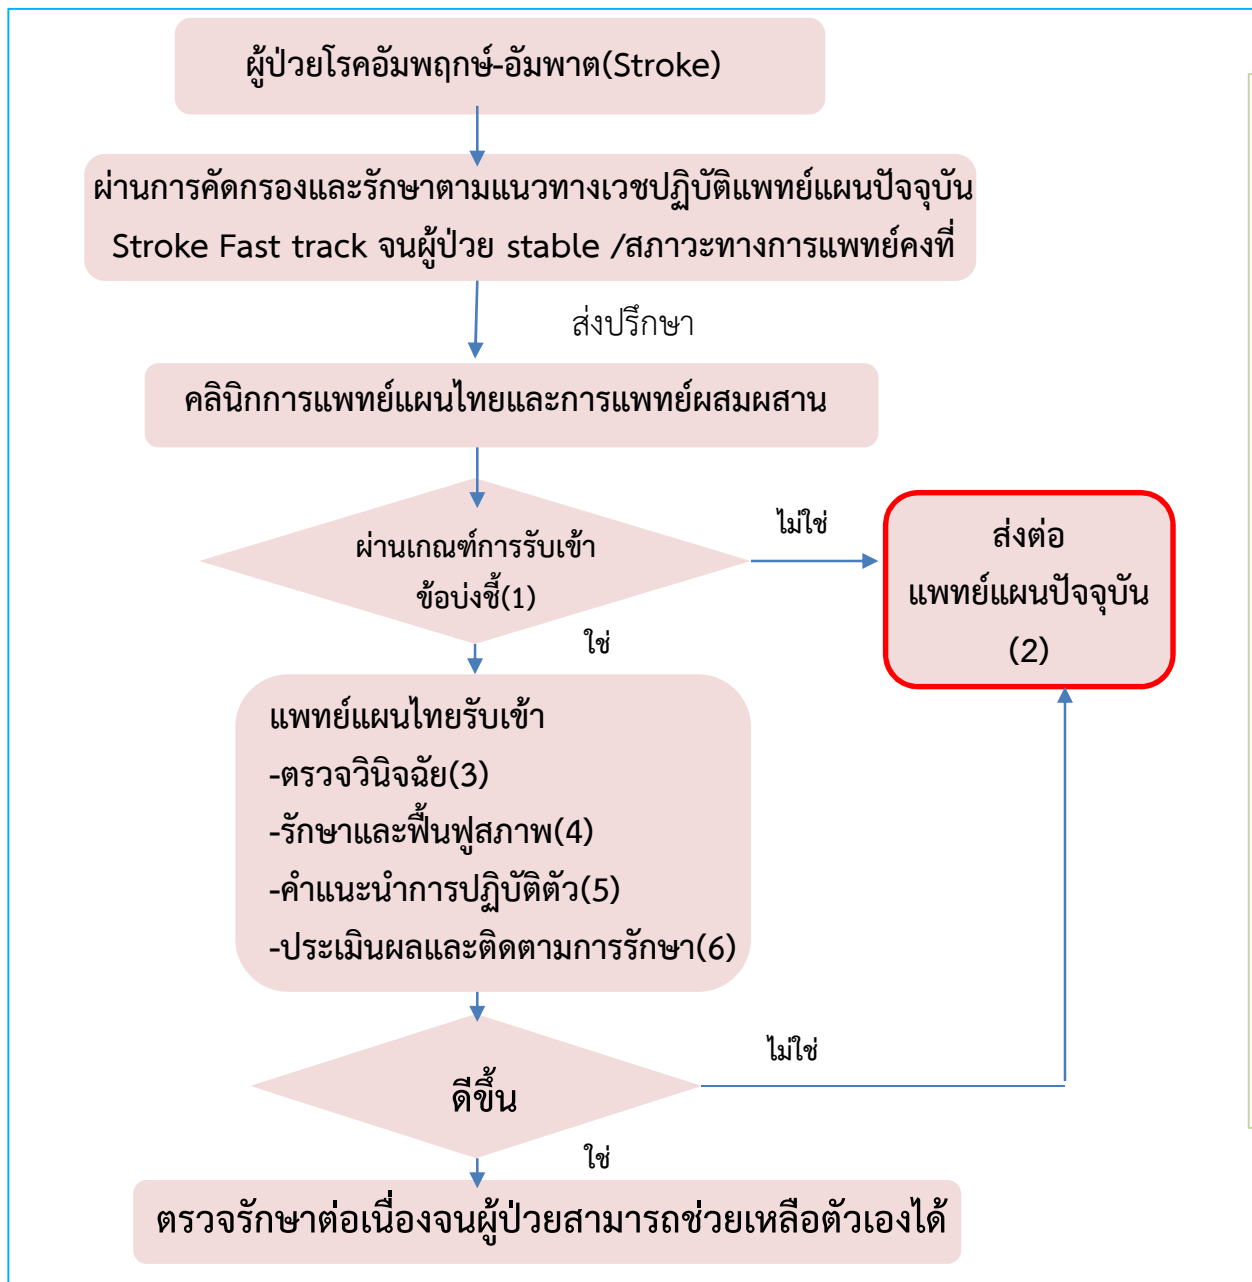 ผู้ป่วยโรคอัมพฤกษ์-อัมพาต(Stroke)
ผ่านการคัดกรองและรักษาตามแนวทางเวชปฏิบัติแพทย์แผนปัจจุบัน
Stroke Fast track จนผู้ป่วย stable /สภาวะทางการแพทย์คงที่
ส่งปรึกษา
คลินิกการแพทย์แผนไทยและการแพทย์ผสมผสาน
ผ่านเกณฑ์การรับเข้า
ข้อบ่งชี้(1)
ไม่ใช่
ส่งต่อ
แพทย์แผนปัจจุบัน
(2)
ใช่
แพทย์แผนไทยรับเข้า
-ตรวจวินิจฉัย(3)
-รักษาและฟื้นฟูสภาพ(4)
-คำแนะนำการปฏิบัติตัว(5)
-ประเมินผลและติดตามการรักษา(6)
ดีขึ้น
ไม่ใช่
ใช่
ตรวจรักษาต่อเนื่องจนผู้ป่วยสามารถช่วยเหลือตัวเองได้